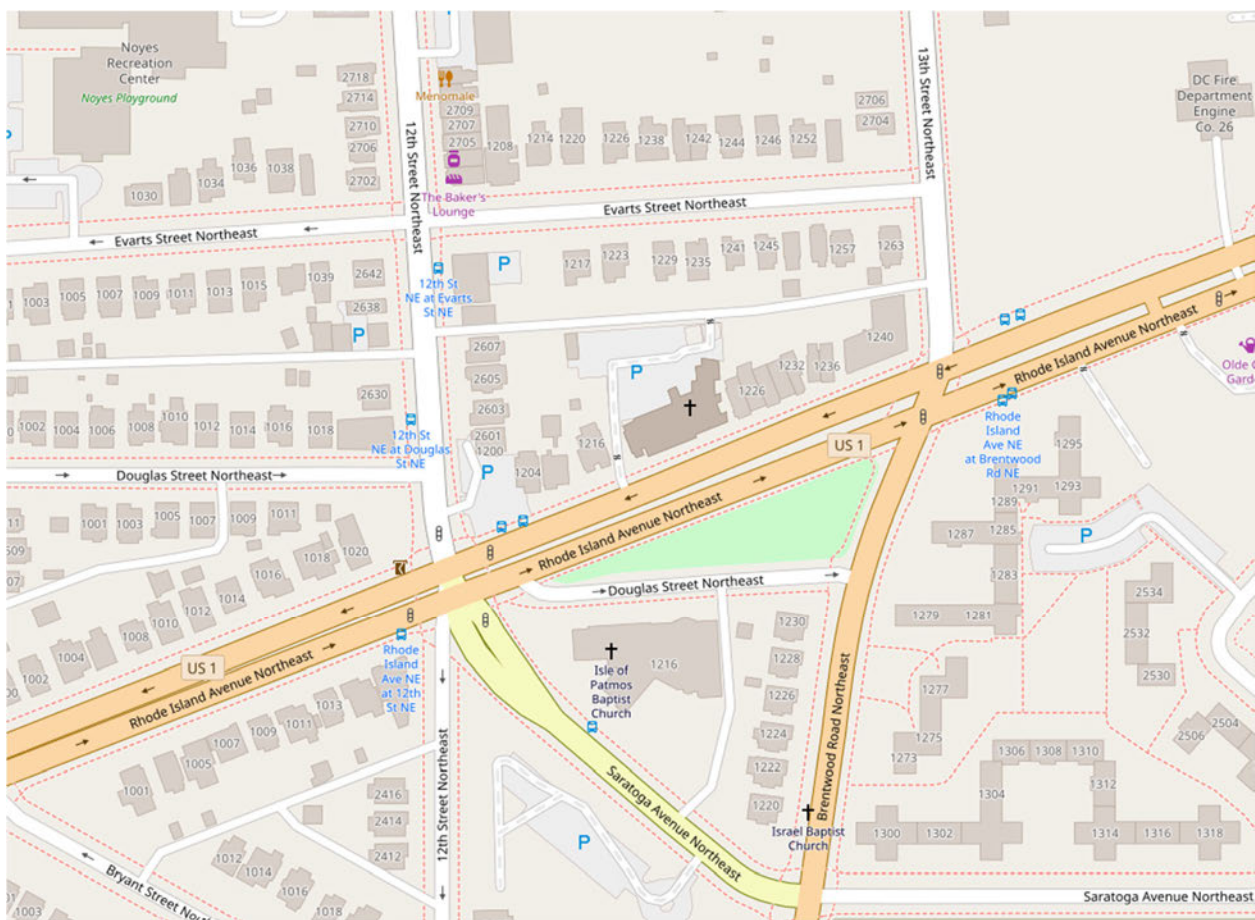 Noyes
Recreation
Center
Noyes Playground
2718
2714
2710
2706
2702
Menomale
2709
2707
2705
1208
1214
1220
1226
1238
1242
1244
1246
1252
2706
2704
13th Street Northeast
DC Fire
Department
Engine
Co. 26
12th Street Northeast
1030
1034
1036
1038
The Baker's
Lounge
Evarts Street Northeast
Evarts Street Northeast
1003
1005
1007
1009
1011
1013
1015
1039
2642
2638
P
12th St
NE at Evarts
St NE
P
1217
1223
1229
1235
1241
1245
1257
1263
2607
2605
2603
2601
1200
P
1226
1232
1236
1240
Rhode Island Avenue Northeast
Olde C
Garde
2630
1002
1004
1006
1008
1010
1012
1014
1016
1018
12th St
NE at Douglas
St NE
P
1204
1216
US 1
Rhode
Island
Ave NE
at Brentwood
Rd NE
1295
1293
1291
1289
1287
1285
1283
1281
1279
P
Douglas Street Northeast
1001
1003
1005
1007
1009
1011
1018
1020
1016
1014
1012
1010
1008
1004
1002
Rhode Island Avenue Northeast
Douglas Street Northeast
US 1
Rhode Island Avenue Northeast
Rhode
Island
Ave NE
at 12th
St NE
Isle of
Patmos
Baptist
Church
1216
1230
1228
1226
1224
1222
1220
Brentwood Road Northeast
1277
1275
1273
2534
2532
2530
2504
2506
1013
1011
1009
1007
1005
1001
2416
2414
2412
12th Street Northeast
Saratoga Avenue Northeast
P
Israel Baptist
Church
1306
1308
1310
1304
1312
1300
1302
1314
1316
1318
1012
1014
1016
1018
1003
Bryant Street Nort
Saratoga Avenue Northeast